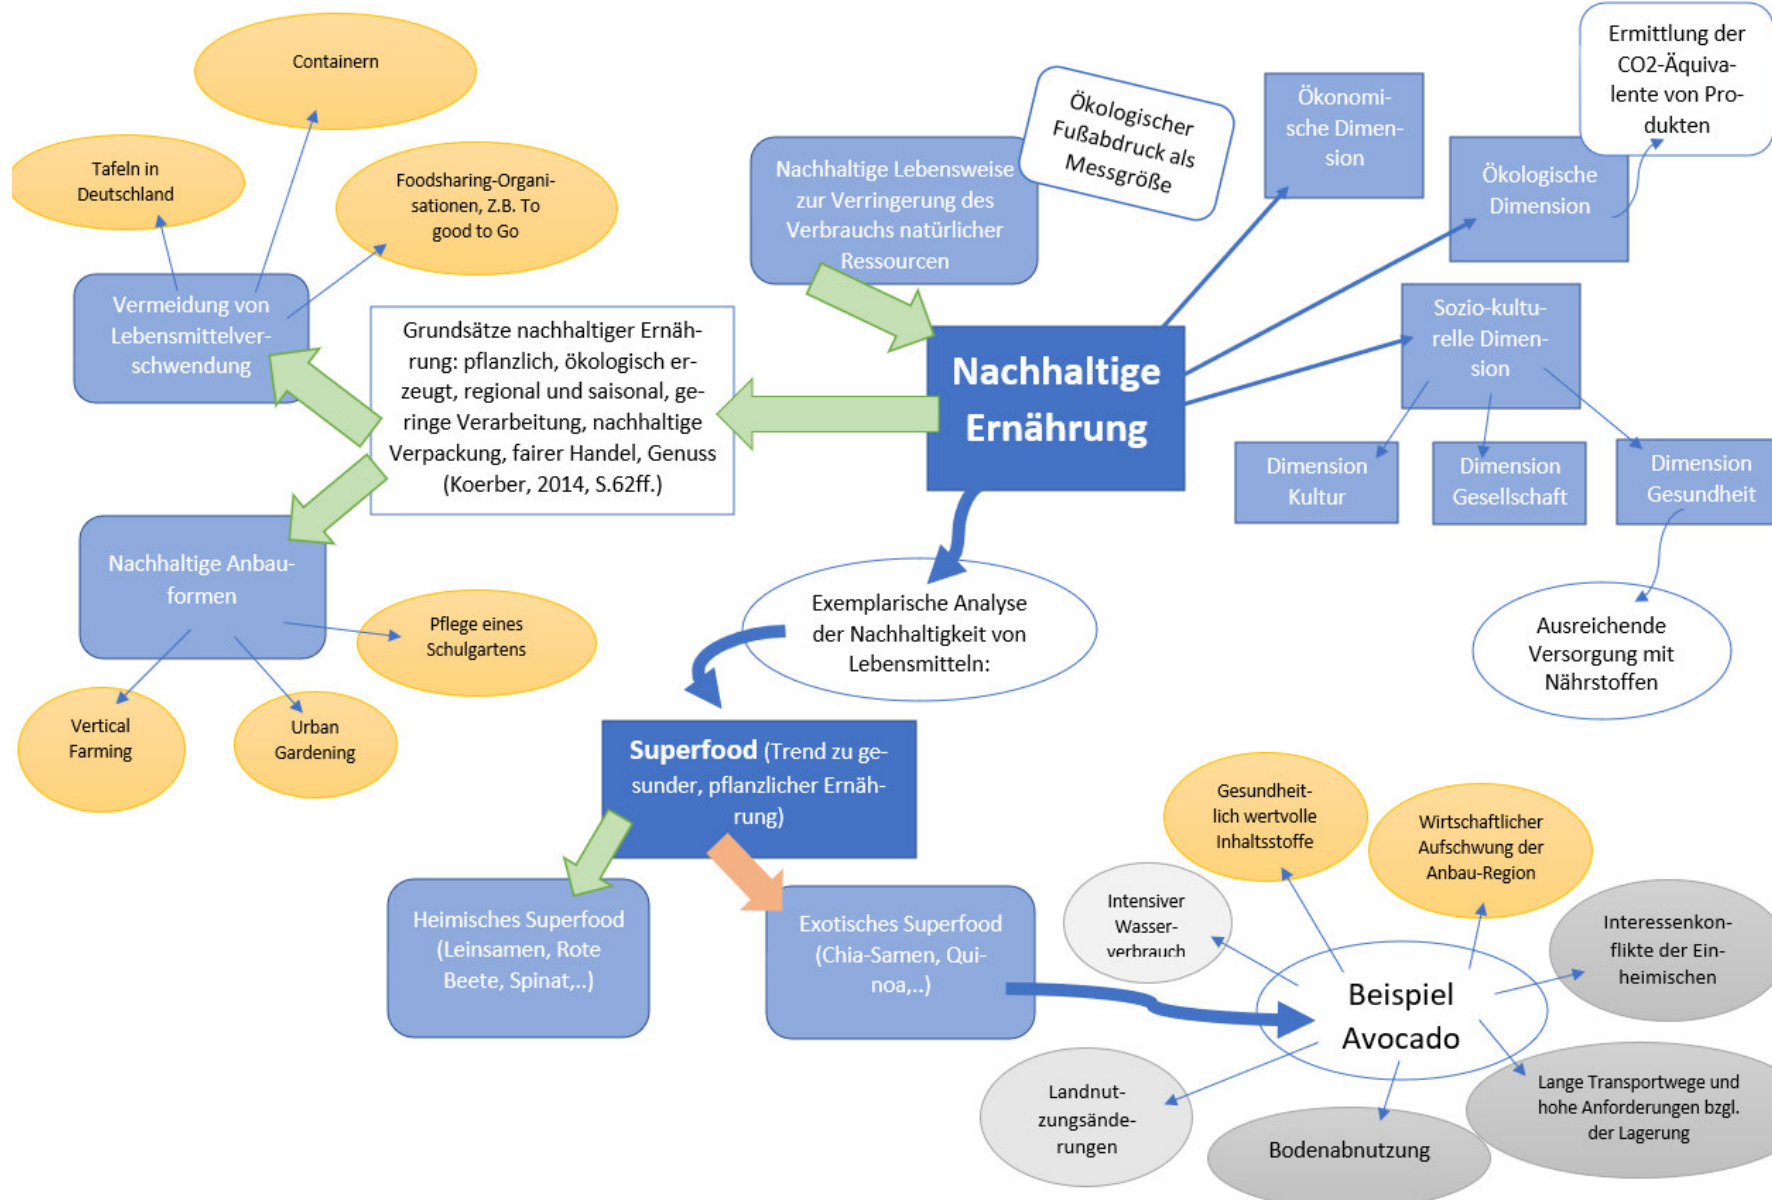 Containern
Tafeln in
Deutschland
Foodsharing-Organi-
sationen, Z.B. To
good to Go
Vermeidung von
Lebensmittelver-
schwendung
Nachhaltige Lebensweise
zur Verringerung des
Verbrauchs natürlicher
Ressourcen
Ökologischer
Fußabdruck als
Messgröße
Ökonomi-
sche Dimen-
sion
Ökologische
Dimension
Ermittlung der
CO2-Äquiva-
lente von Pro-
dukten
Sozio-kultu-
relle Dimen-
sion
Dimension
Kultur
Dimension
Gesellschaft
Dimension
Gesundheit
Ausreichende
Versorgung mit
Nährstoffen
Nachhaltige
Ernährung
Grundsätze nachhaltiger Ernäh-
rung: pflanzlich, ökologisch er-
zeugt, regional und saisonal, ge-
ringe Verarbeitung, nachhaltige
Verpackung, fairer Handel, Genuss
(Koerber, 2014, S.62ff.)
Nachhaltige Anbau-
formen
Pflege eines
Schulgartens
Vertical
Farming
Urban
Gardening
Exemplarische Analyse
der Nachhaltigkeit von
Lebensmitteln:
Superfood (Trend zu ge-
sunder, pflanzlicher Ernäh-
rung)
Heimisches Superfood
(Leinsamen, Rote
Beete, Spinat,..)
Exotisches Superfood
(Chia-Samen, Qui-
noa,..)
Gesundheit-
lich wertvolle
Inhaltsstoffe
Wirtschaftlicher
Aufschwung der
Anbau-Region
Intensiver
Wasser-
verbrauch
Interessenkon-
flikte der Ein-
heimischen
Beispiel
Avocado
Landnut-
zungsände-
rungen
Bodenabnutzung
Lange Transportwege und
hohe Anforderungen bzgl.
der Lagerung